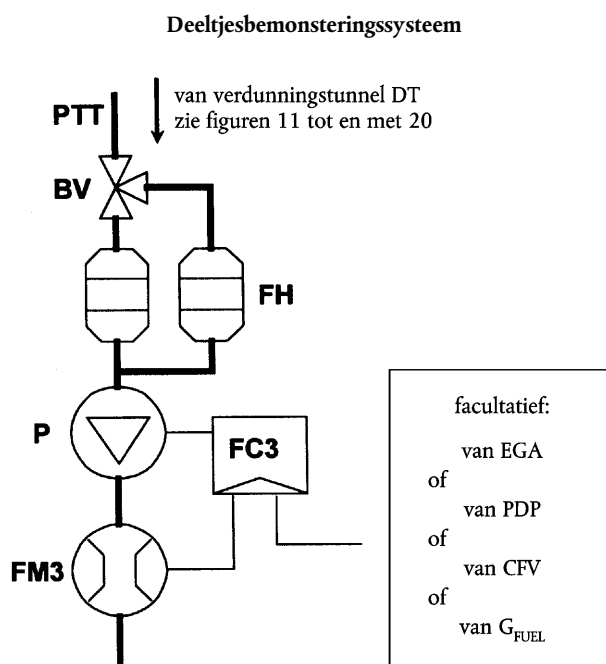 Deeltjesbemonsteringssysteem
van verdunningstunnel DT
zie figuren 11 tot en met 20
PTT
BV
FH
P
FC3
FM3
facultatief:
van EGA
of
van PDP
of
van CFV
of
van G_FUEL